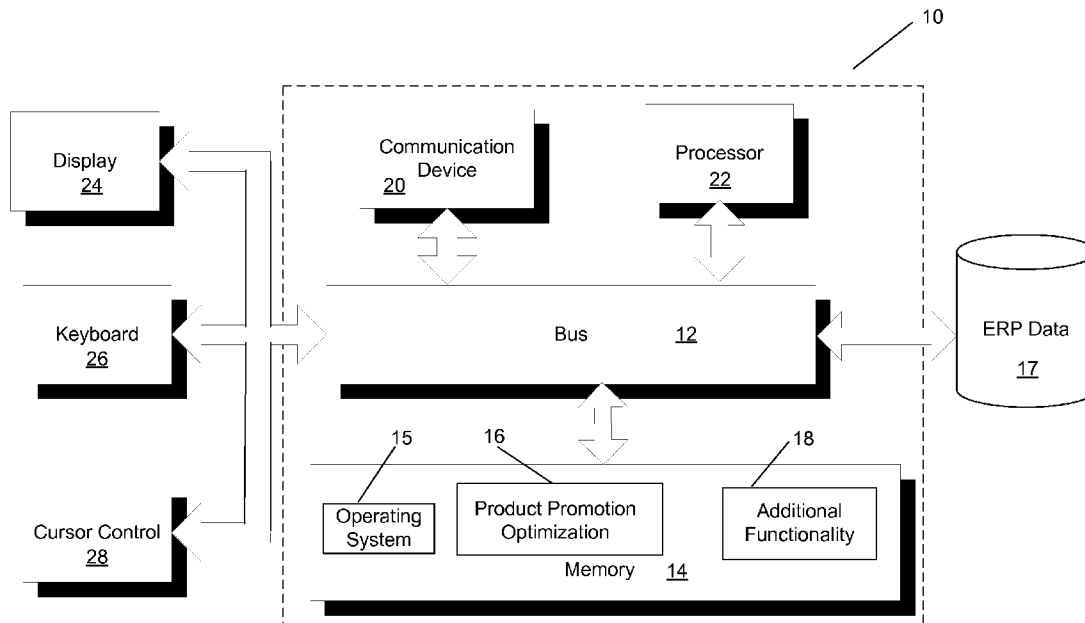 10
Display
24
Communication
Device
20
Processor
22
Keyboard
26
Bus 12
ERP Data
17
15
16
18
Operating
System
Product Promotion
Optimization
Additional
Functionality
Memory 14
Cursor Control
28